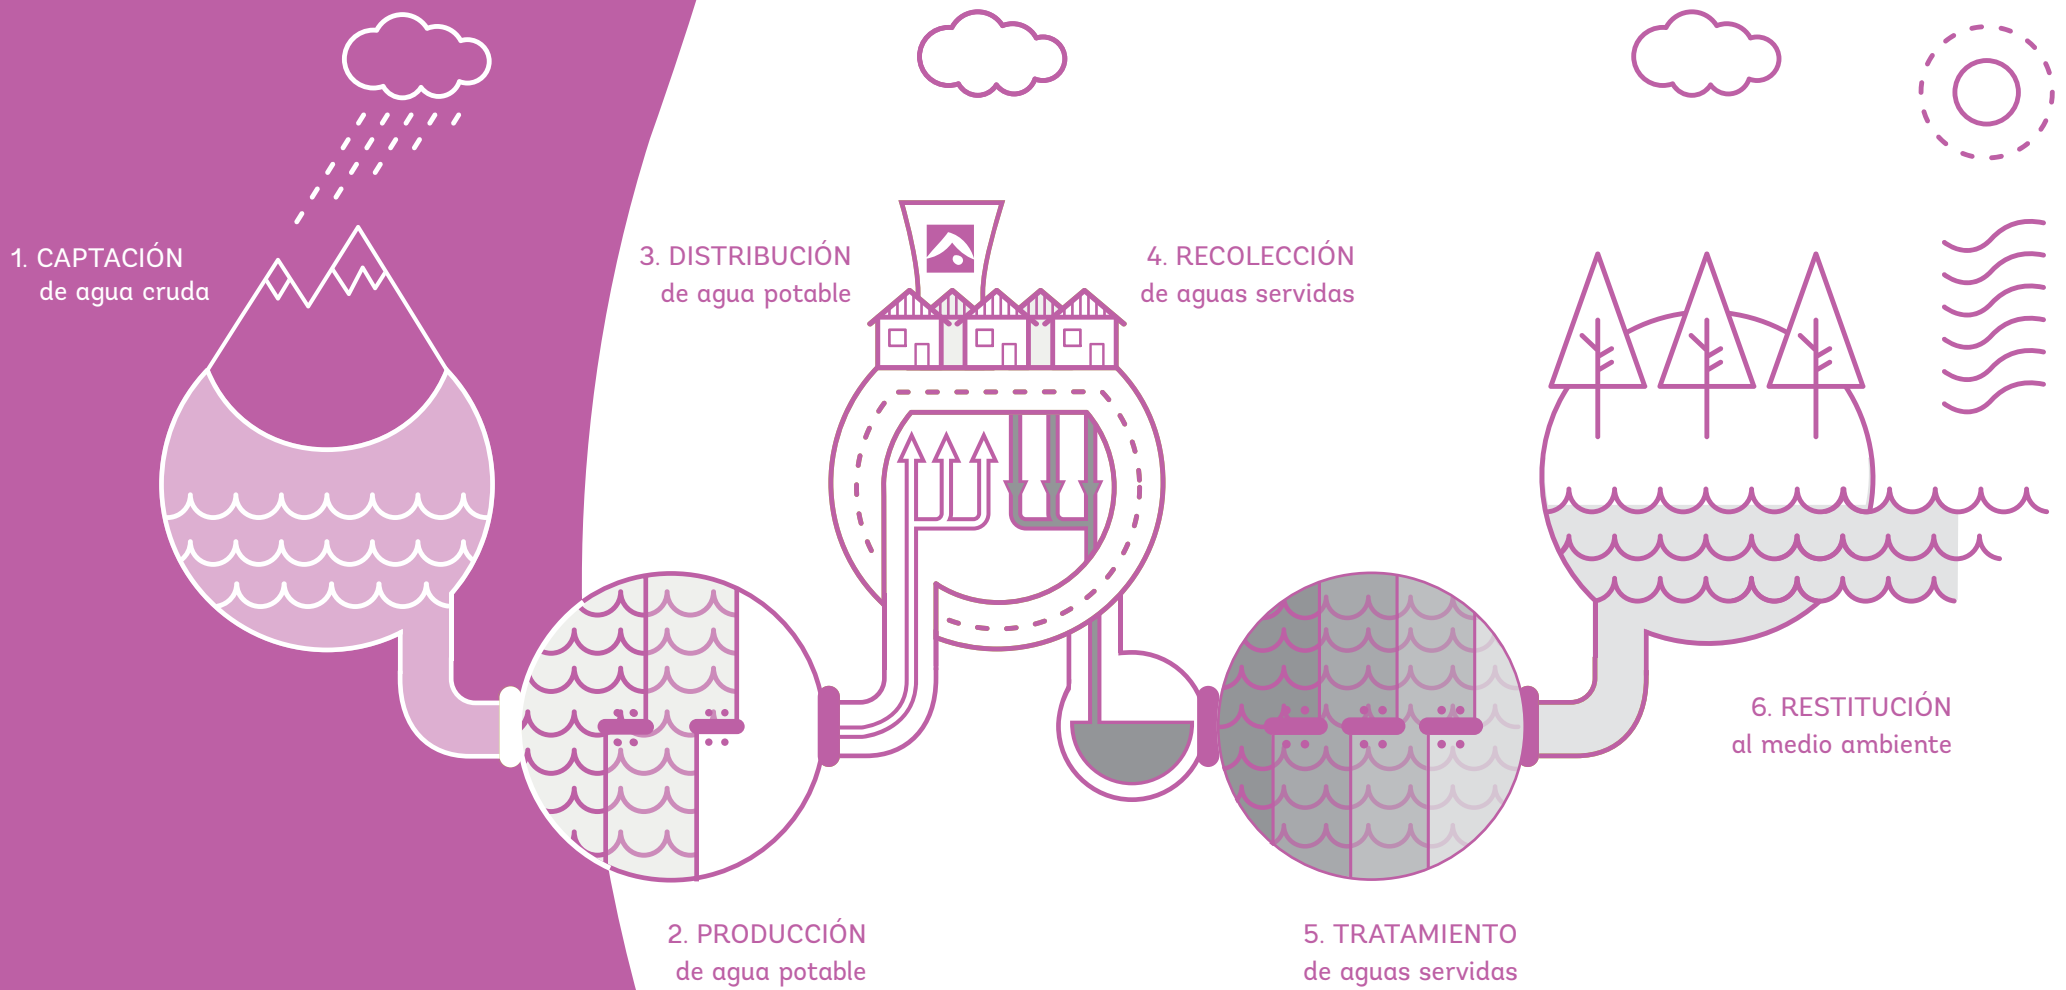 1. CAPTACIÓN
de agua cruda
2. PRODUCCIÓN
de agua potable
3. DISTRIBUCIÓN
de agua potable
4. RECOLECCIÓN
de aguas servidas
5. TRATAMIENTO
de aguas servidas
6. RESTITUCIÓN
al medio ambiente